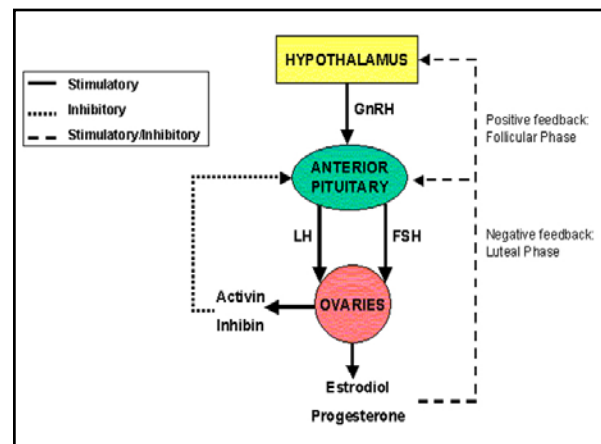 HYPOTHALAMUS
Stimulatory
Inhibitory
Stimulatory/Inhibitory
GnRH
Positive feedback:
Follicular Phase
ANTERIOR
PITUITARY
LH
FSH
Negative feedback:
Luteal Phase
Activin
Inhibin
OVARIES
Estrodiol
Progesterone